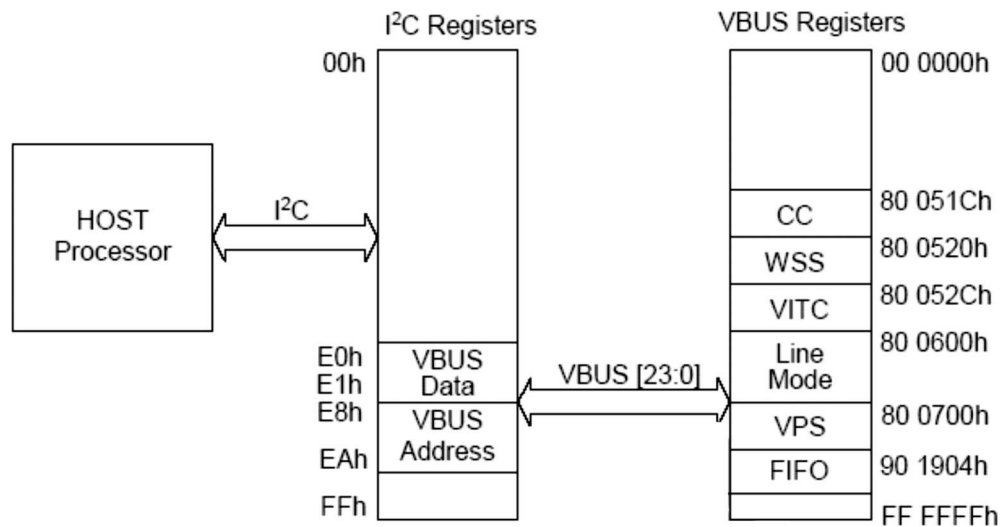 I²C Registers
VBUS Registers
00h
00 0000h
HOST
Processor
I²C
CC
80 051Ch
WSS
80 0520h
VITC
80 052Ch
Line
Mode
80 0600h
E0h
E1h
VBUS
Data
VBUS [23:0]
E8h
VBUS
Address
EAh
FFh
VPS
80 0700h
FIFO
90 1904h
FF FFFFh